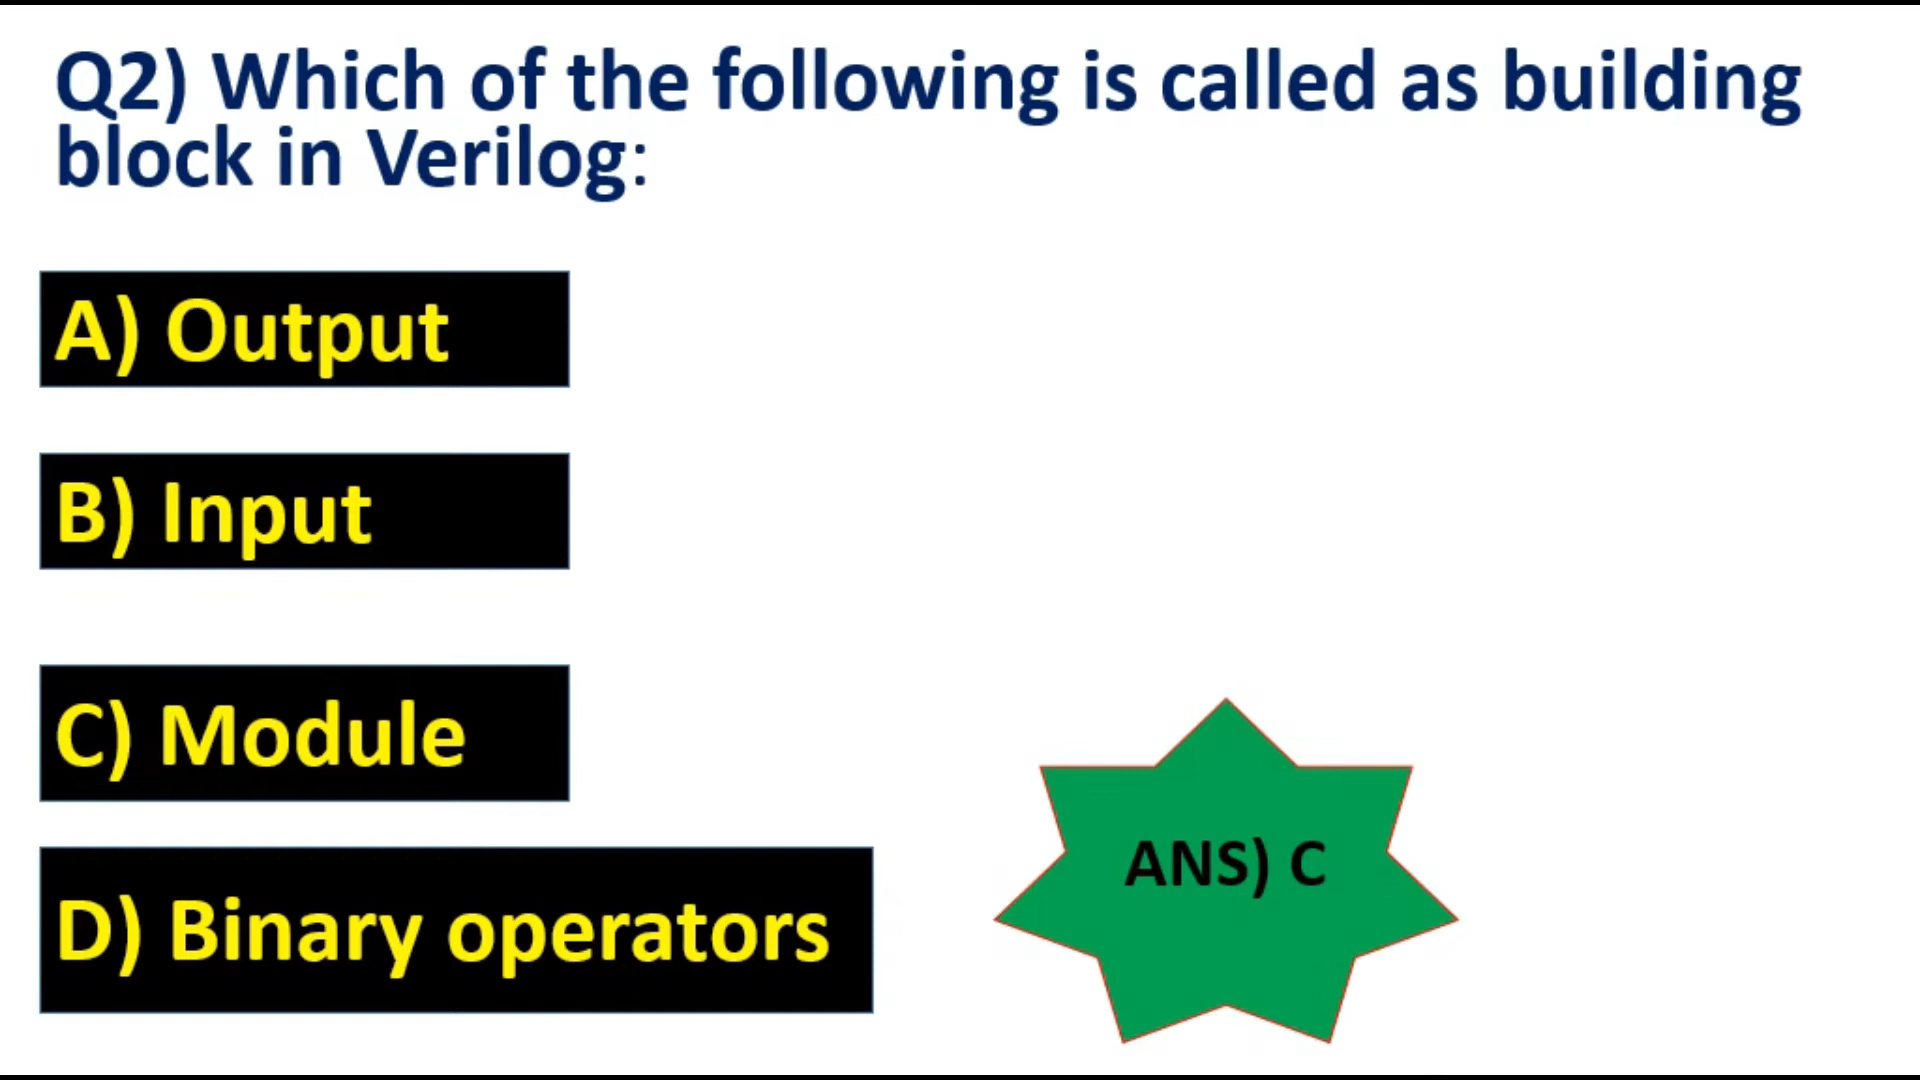 Q2) Which of the following is called as building
block in Verilog:
A) Output
B) Input
C) Module
D) Binary operators
ANS) C